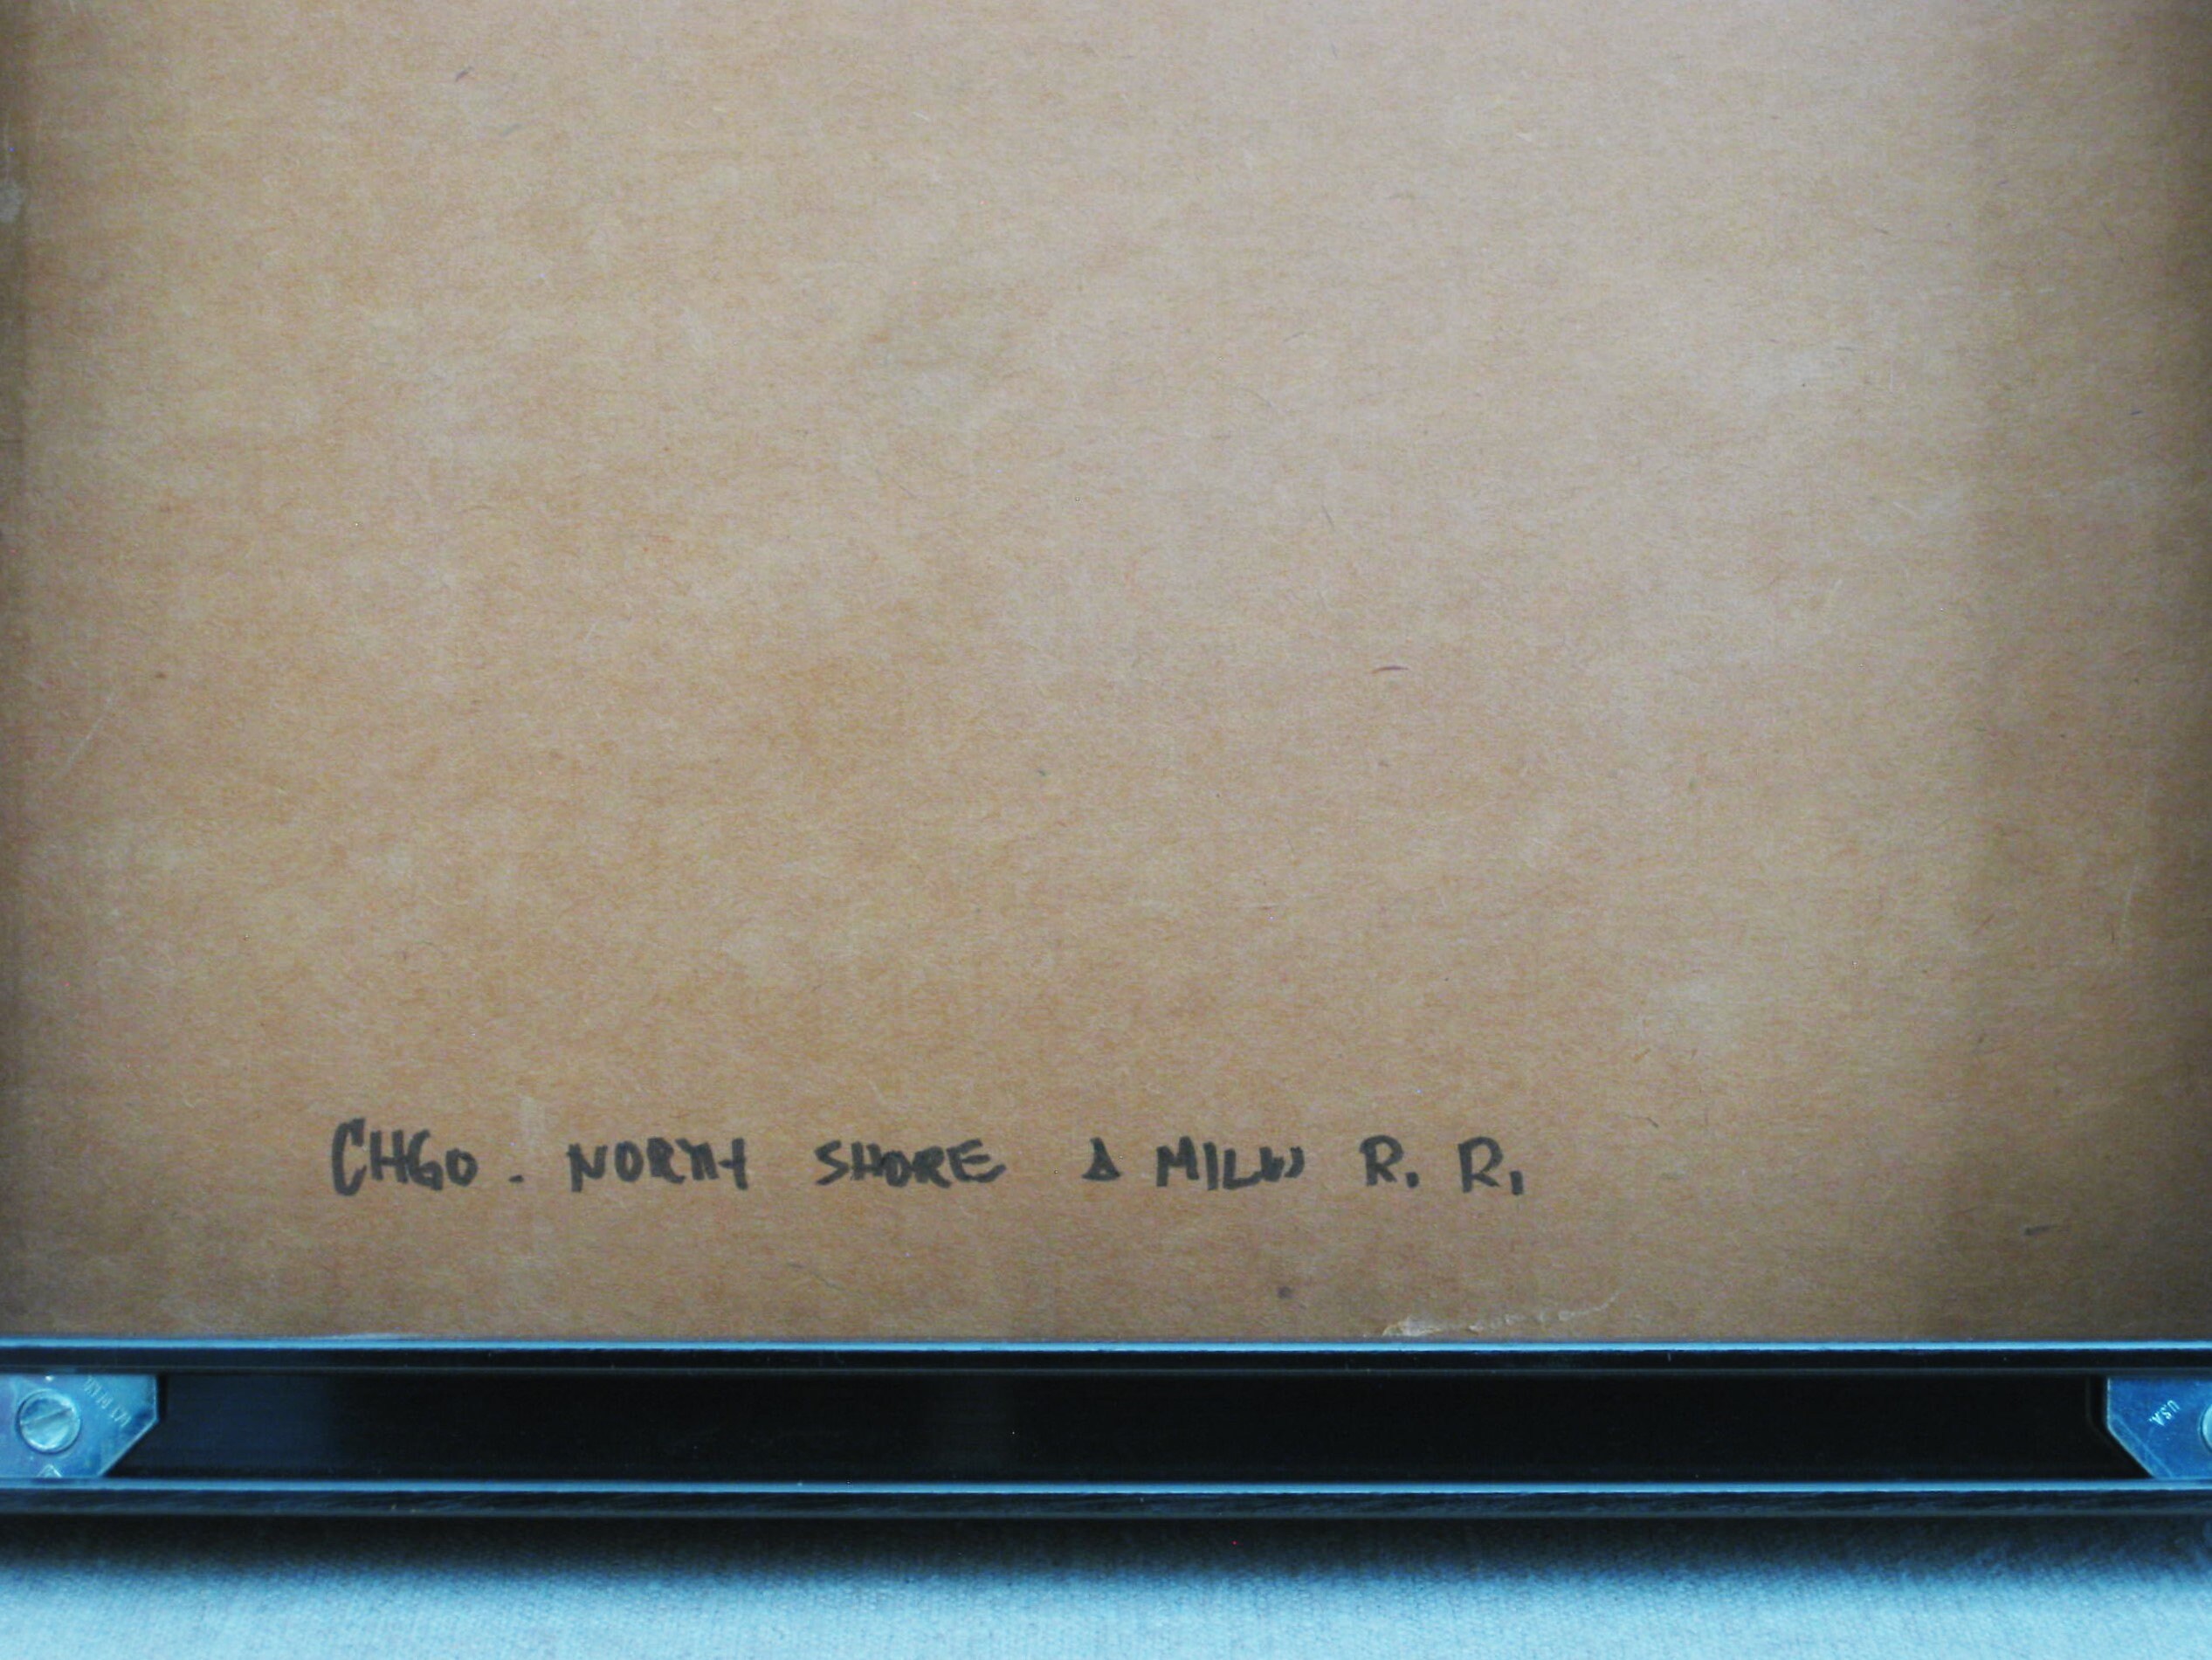 CHGO. NORTH SHORE & MILW R. R.
U.S.A.